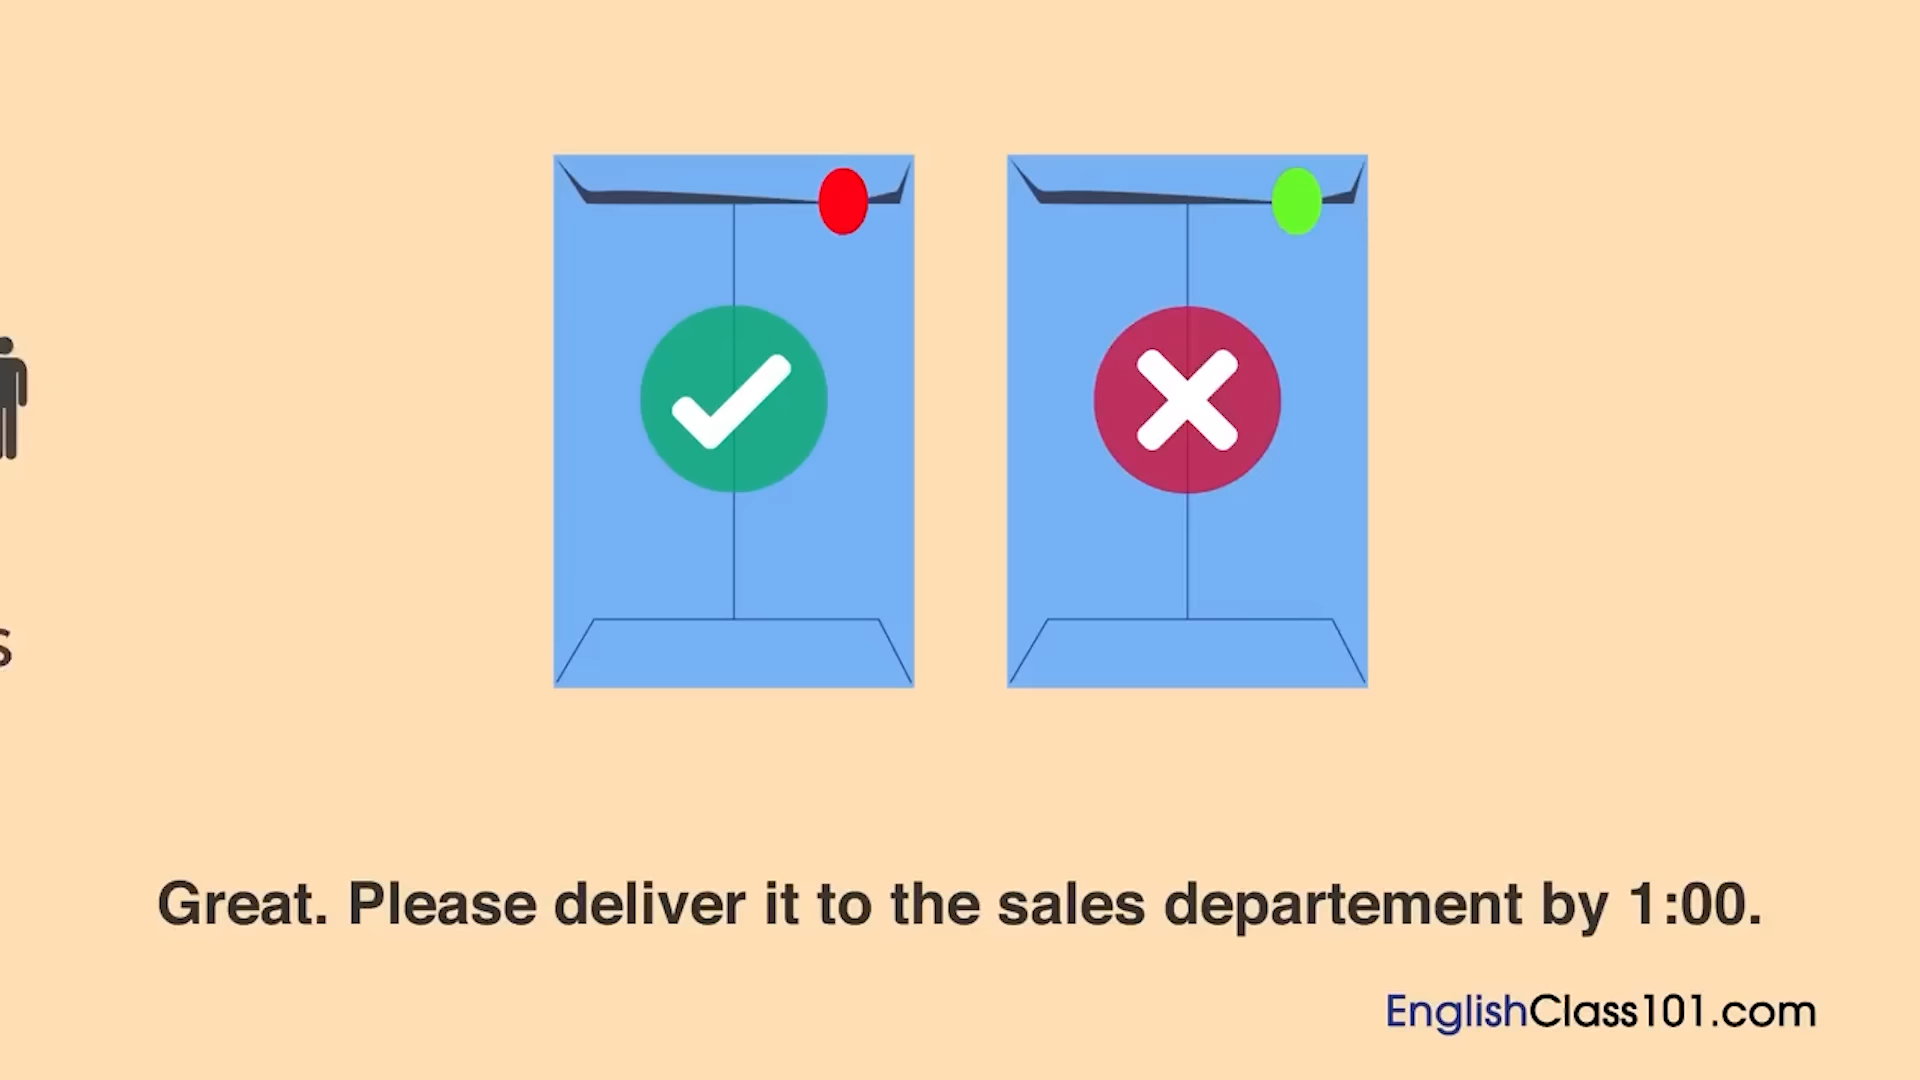 s
Great. Please deliver it to the sales departement by 1:00.
EnglishClass101.com